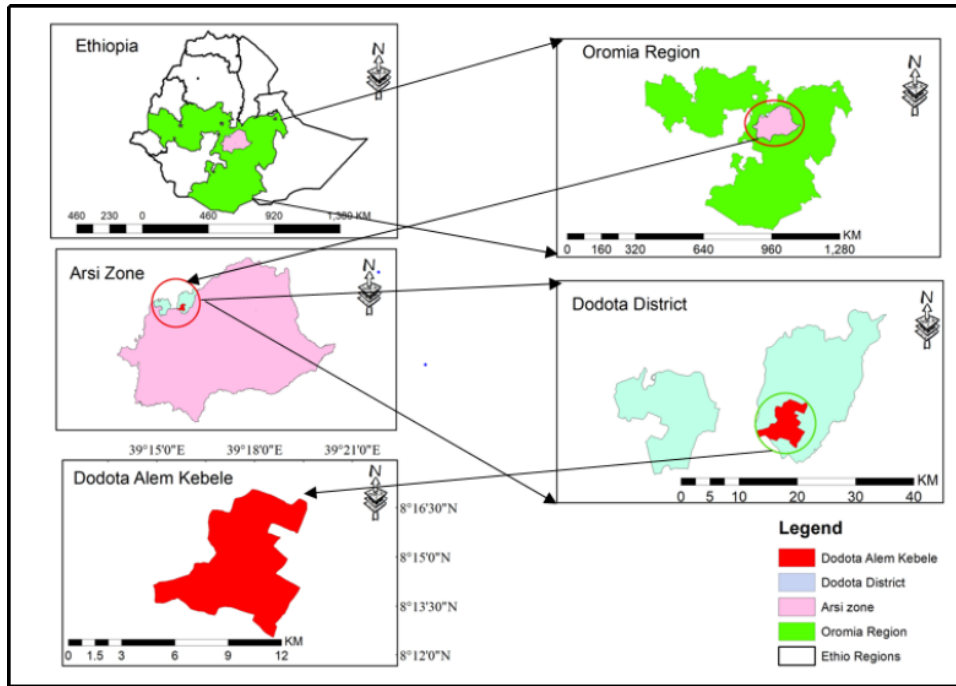 Ethiopia
N
460 230 0 460 920 1,380 KM
Oromia Region
N
KM
0 160 320 640 960 1,280
Arsi Zone
N
39°15'0"E 39°18'0"E 39°21'0"E
Dodota District
N
KM
0 5 10 20 30 40
Dodota Alem Kebele
N
8°16'30"N
8°15'0"N
8°13'30"N
8°12'0"N
KM
0 1.5 3 6 9 12
Legend
Dodota Alem Kebele
Dodota District
Arsi zone
Oromia Region
Ethio Regions